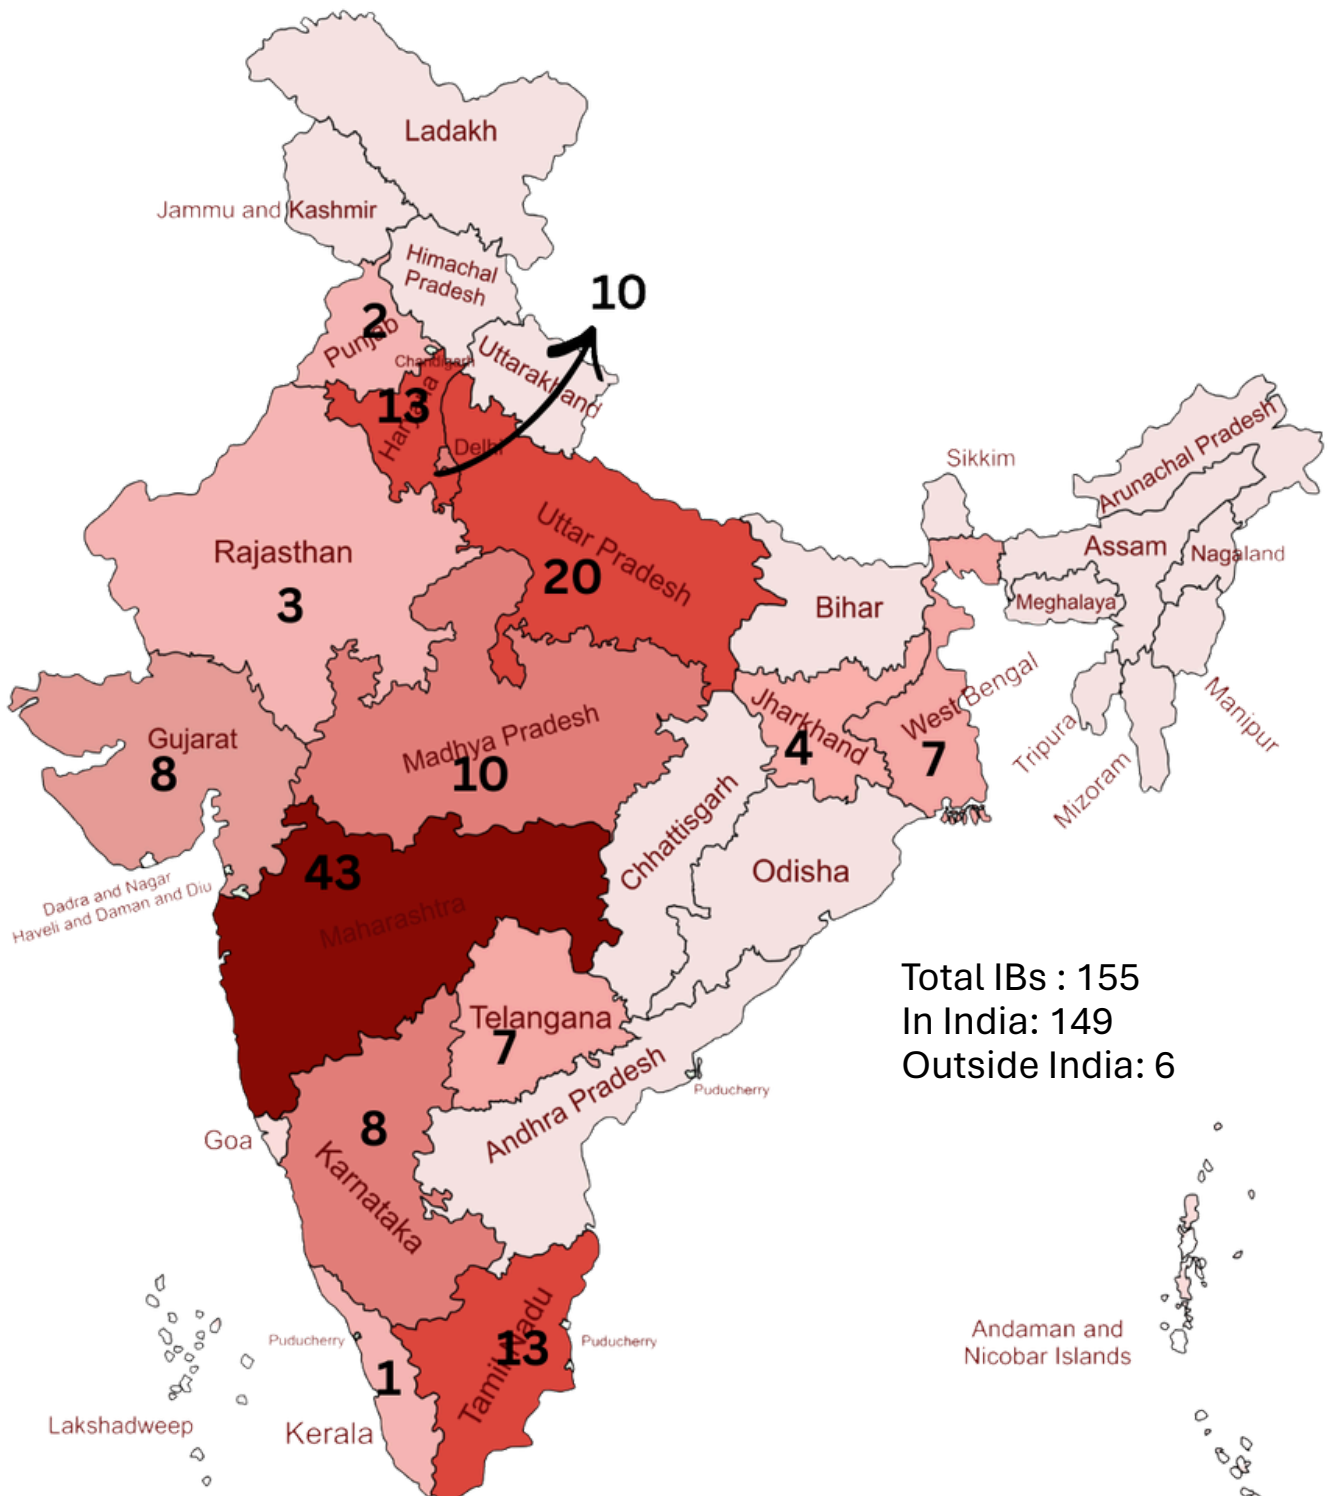 Ladakh
Jammu and Kashmir
Himachal
Pradesh
10
2
Punjab
Chandigarh
Uttarakhand
13
Haryana
Delhi
Arunachal Pradesh
Sikkim
Uttar Pradesh
20
Rajasthan
3
Assam
Nagaland
Bihar
Meghalaya
Gujarat
8
Madhya Pradesh
10
Jharkhand
4
West Bengal
7
Tripura
Manipur
Mizoram
43
Maharashtra
Chhattisgarh
Odisha
Dadra and Nagar
Haveli and Daman and Diu
Total IBs : 155
In India: 149
Outside India: 6
Telangana
7
Andhra Pradesh
Puducherry
Goa
8
Karnataka
Tamil Nadu
13
Puducherry
Puducherry
1
Kerala
Lakshadweep
Andaman and
Nicobar Islands